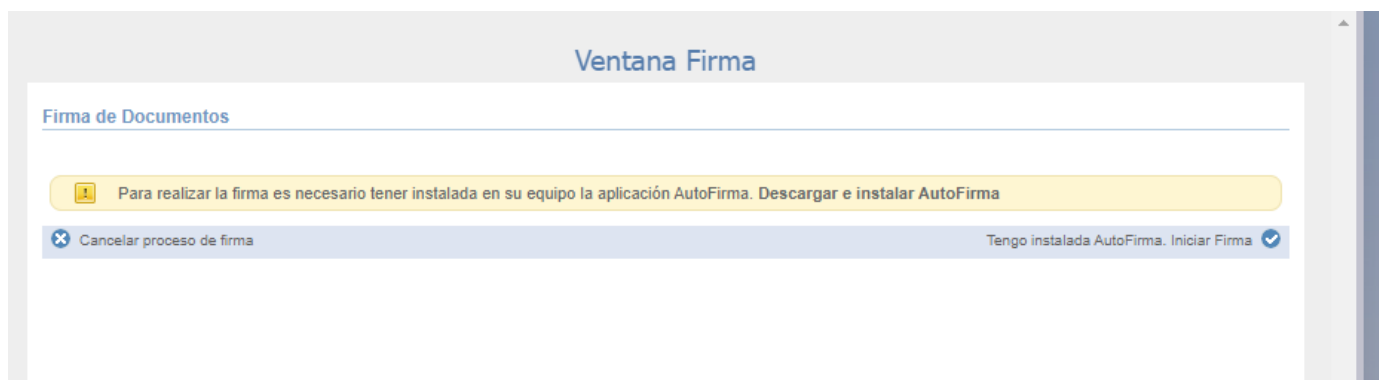 Ventana Firma
Firma de Documentos
Para realizar la firma es necesario tener instalada en su equipo la aplicación AutoFirma. Descargar e instalar AutoFirma
Cancelar proceso de firma
Tengo instalada AutoFirma. Iniciar Firma